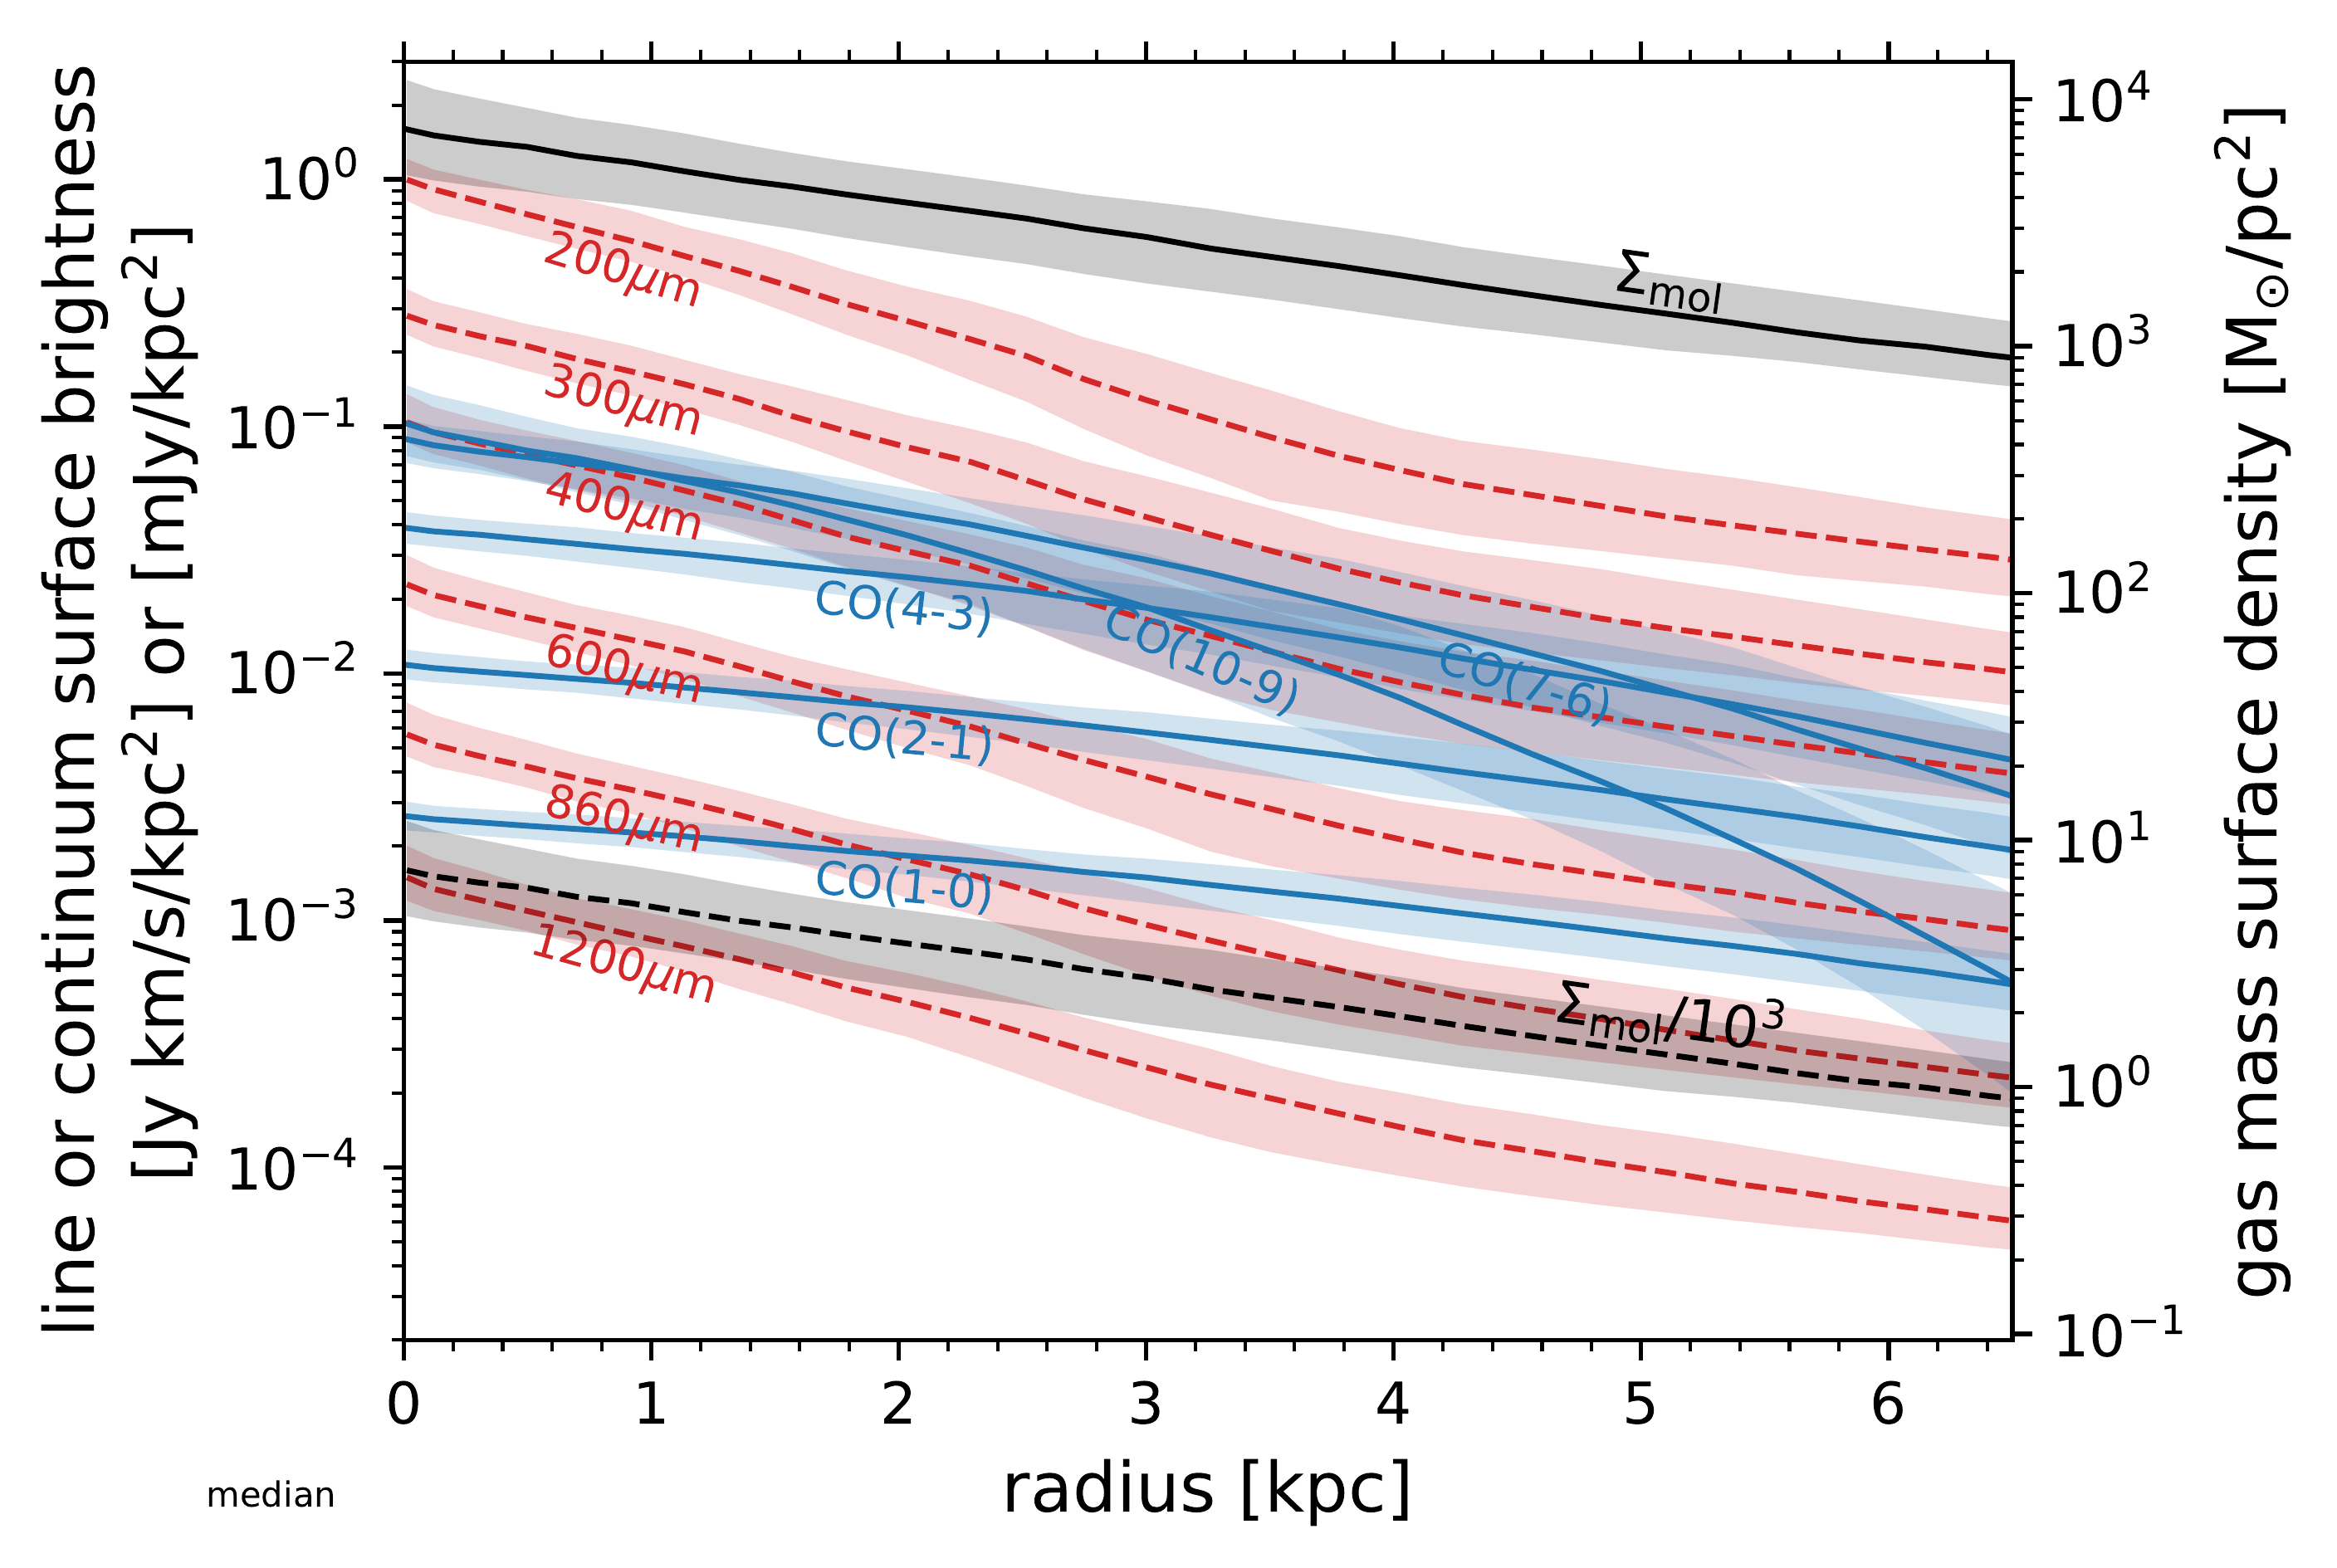 line or continuum surface brightness
[Jy km/s/kpc²] or [mJy/kpc²]
10⁰
10⁻¹
10⁻²
10⁻³
10⁻⁴
200μm
300μm
400μm
600μm
860μm
1200μm
CO(4-3)
CO(2-1)
CO(1-0)
CO(10-9)
CO(7-6)
Σmol
Σmol/10³
10⁴
10³
10²
10¹
10⁰
10⁻¹
gas mass surface density [M⊙/pc²]
0 1 2 3 4 5 6
radius [kpc]
median